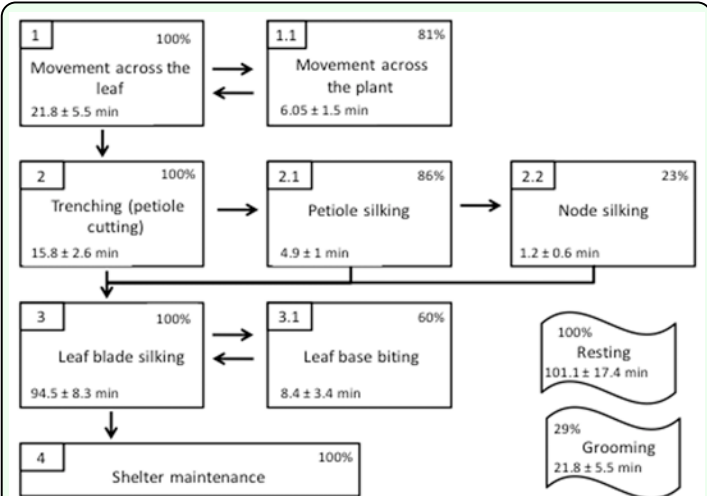 1
100%
Movement across the
leaf
21.8 ± 5.5 min
1.1
81%
Movement across
the plant
6.05 ± 1.5 min
2
100%
Trenching (petiole
cutting)
15.8 ± 2.6 min
2.1
86%
Petiole silking
4.9 ± 1 min
2.2
23%
Node silking
1.2 ± 0.6 min
3
100%
Leaf blade silking
94.5 ± 8.3 min
3.1
60%
Leaf base biting
8.4 ± 3.4 min
100%
Resting
101.1 ± 17.4 min
29%
Grooming
21.8 ± 5.5 min
4
100%
Shelter maintenance